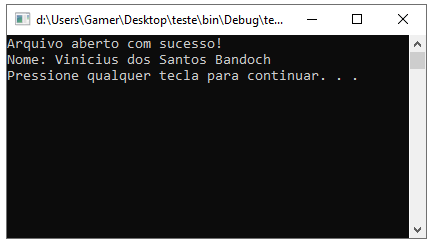 d:\Users\Gamer\Desktop\teste\bin\Debug\te...
Arquivo aberto com sucesso!
Nome: Vinicius dos Santos Bandoch
Pressione qualquer tecla para continuar. . .